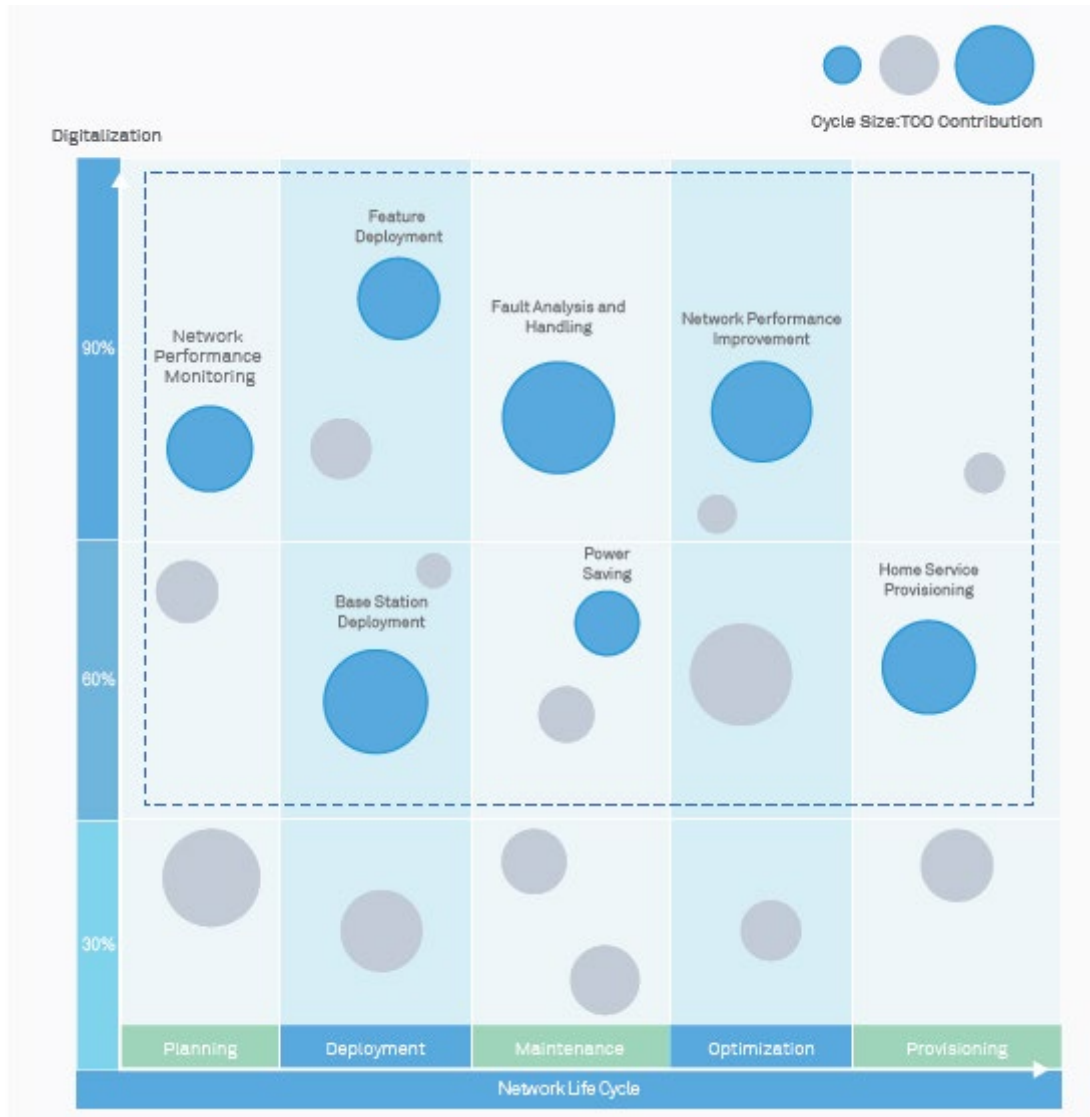 Cycle Size:TCO Contribution
Digitalization
Feature
Deployment
Fault Analysis and
Handling
Network Performance
Improvement
Network
Performance
Monitoring
90%
Power
Saving
Home Service
Provisioning
Base Station
Deployment
60%
30%
Planning
Deployment
Maintenance
Optimization
Provisioning
Network Life Cycle